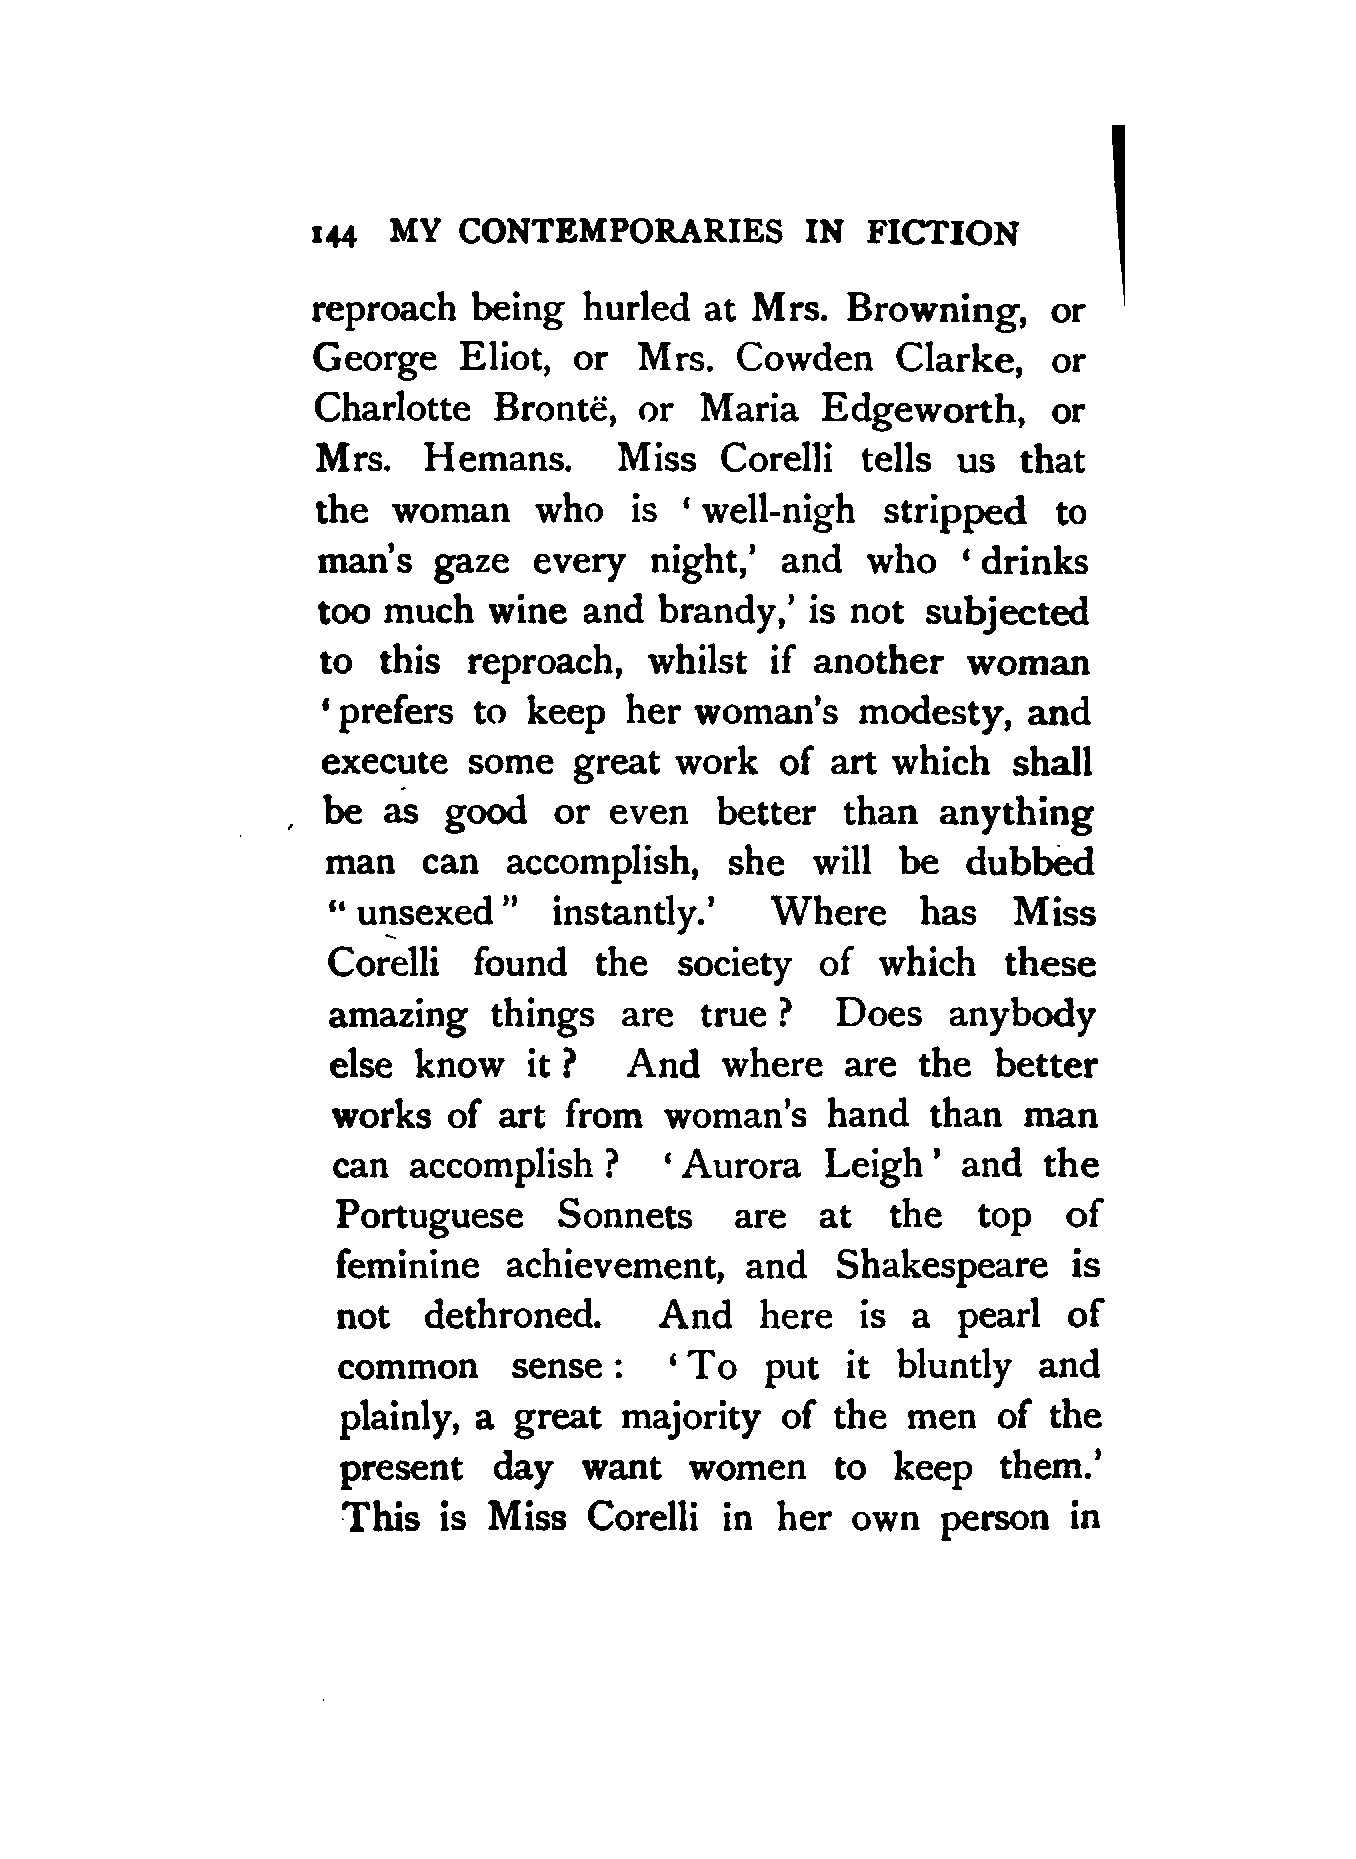 144 MY CONTEMPORARIES IN FICTION
reproach being hurled at Mrs. Browning, or
George Eliot, or Mrs. Cowden Clarke, or
Charlotte Brontë, or Maria Edgeworth, or
Mrs. Hemans. Miss Corelli tells us that
the woman who is ‘ well-nigh stripped to
man’s gaze every night,’ and who ‘ drinks
too much wine and brandy,’ is not subjected
to this reproach, whilst if another woman
‘ prefers to keep her woman’s modesty, and
execute some great work of art which shall
be as good or even better than anything
man can accomplish, she will be dubbed
“ unsexed ” instantly.’ Where has Miss
Corelli found the society of which these
amazing things are true ? Does anybody
else know it ? And where are the better
works of art from woman’s hand than man
can accomplish ? ‘ Aurora Leigh ’ and the
Portuguese Sonnets are at the top of
feminine achievement, and Shakespeare is
not dethroned. And here is a pearl of
common sense : ‘ To put it bluntly and
plainly, a great majority of the men of the
present day want women to keep them.’
This is Miss Corelli in her own person in